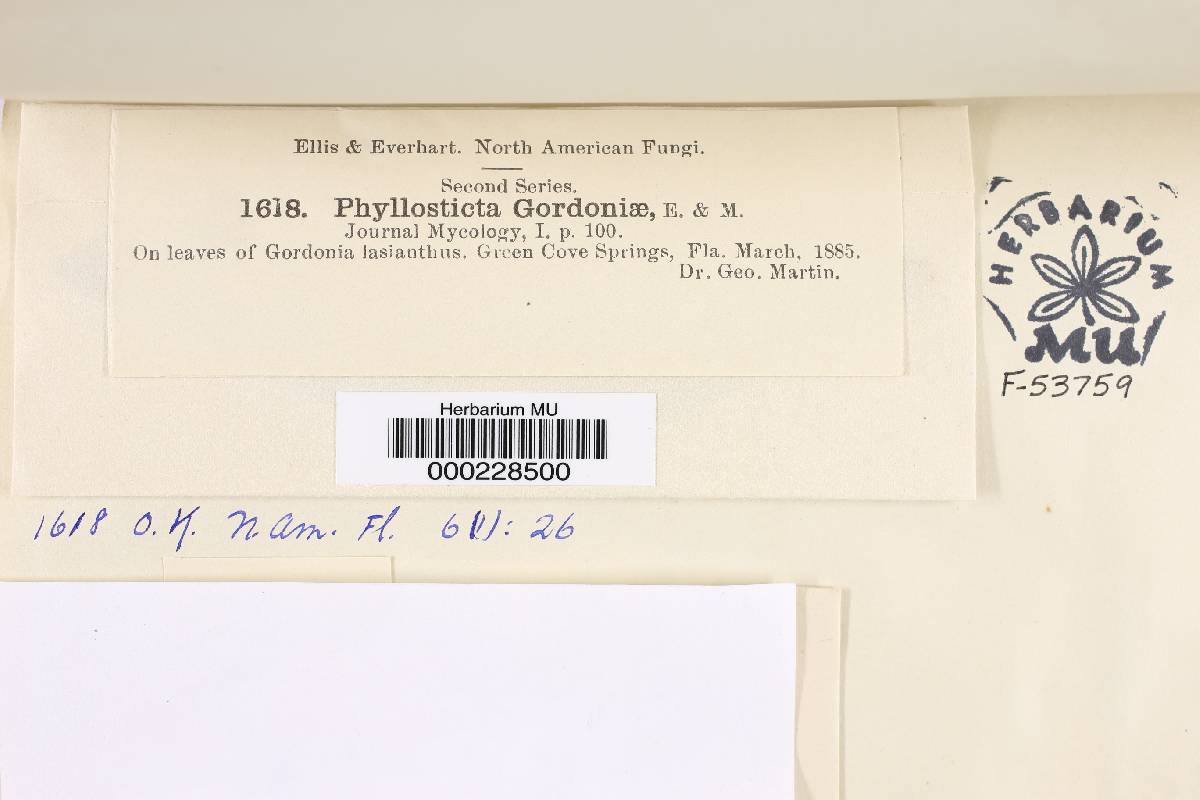 Ellis & Everhart. North American Fungi.
Second Series.
1618. Phyllosticta Gordoniæ, E. & M.
Journal Mycology, I. p. 100.
On leaves of Gordonia lasianthus. Green Cove Springs, Fla. March, 1885.
Dr. Geo. Martin.
HERBARIUM
MU
F-53759
Herbarium MU
000228500
1618 O.K. N. Am. Fl. 6(1): 26